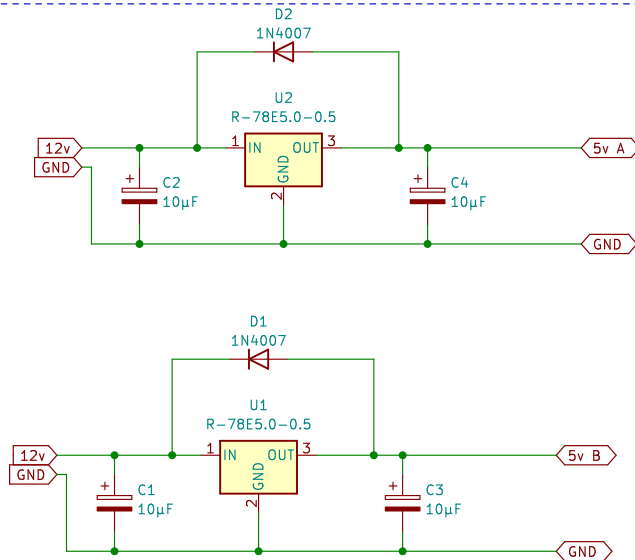 D2
1N4007
U2
R-78E5.0-0.5
12v
1
IN
OUT
3
5v A
GND
GND
2
+
C2
10µF
+
C4
10µF
GND
D1
1N4007
U1
R-78E5.0-0.5
12v
1
IN
OUT
3
5v B
GND
GND
2
+
C1
10µF
+
C3
10µF
GND